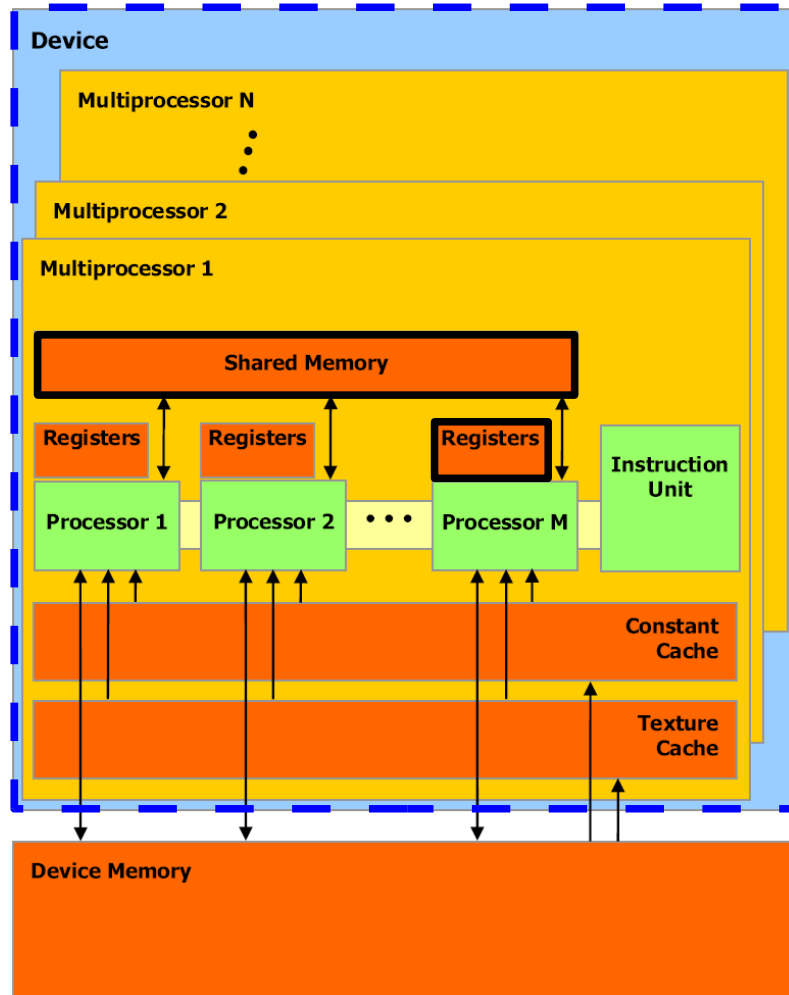 Device
Multiprocessor N
Multiprocessor 2
Multiprocessor 1
Shared Memory
Registers
Registers
Registers
Instruction
Unit
Processor 1
Processor 2
Processor M
Constant
Cache
Texture
Cache
Device Memory